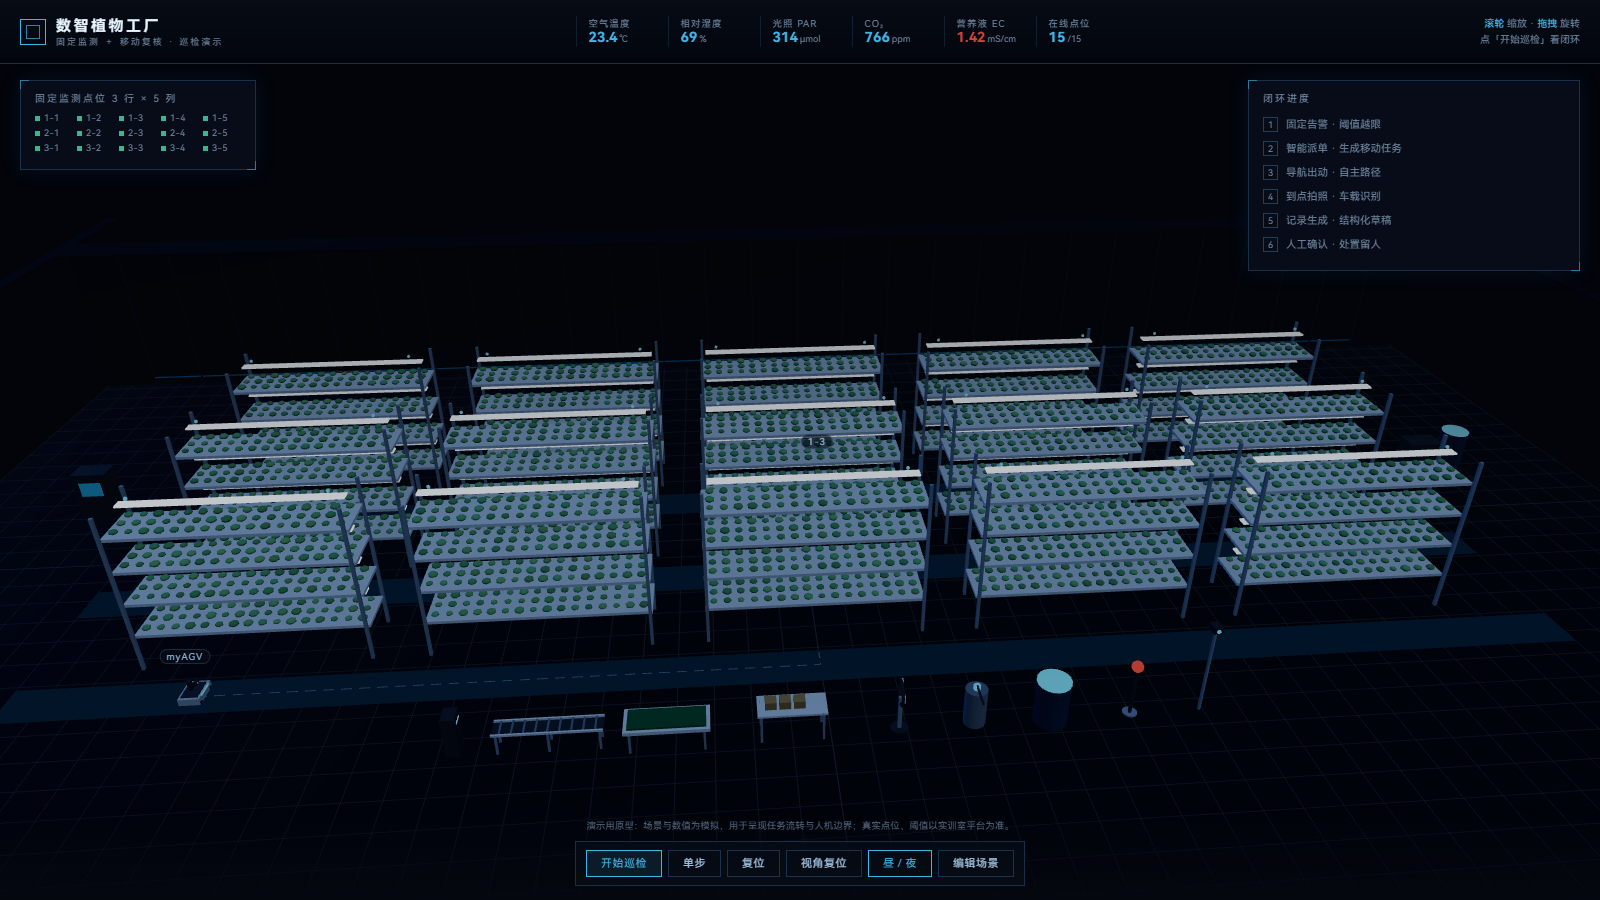 数智植物工厂
固定监测 + 移动复核 · 巡检演示
空气温度
23.4℃
相对湿度
69%
光照 PAR
314μmol
CO₂
766ppm
营养液 EC
1.42mS/cm
在线点位
15/15
滚轮 缩放 · 拖拽 旋转
点「开始巡检」看闭环
固定监测点位 3 行 × 5 列
1-1 1-2 1-3 1-4 1-5
2-1 2-2 2-3 2-4 2-5
3-1 3-2 3-3 3-4 3-5
闭环进度
1 固定告警 · 阈值越限
2 智能派单 · 生成移动任务
3 导航出动 · 自主路径
4 到点拍照 · 车载识别
5 记录生成 · 结构化草稿
6 人工确认 · 处置留人
1-3
myAGV
演示用原型：场景与数值为模拟，用于呈现任务流转与人机边界；真实点位、阈值以实训室平台为准。
开始巡检 单步 复位 视角复位 昼 / 夜 编辑场景